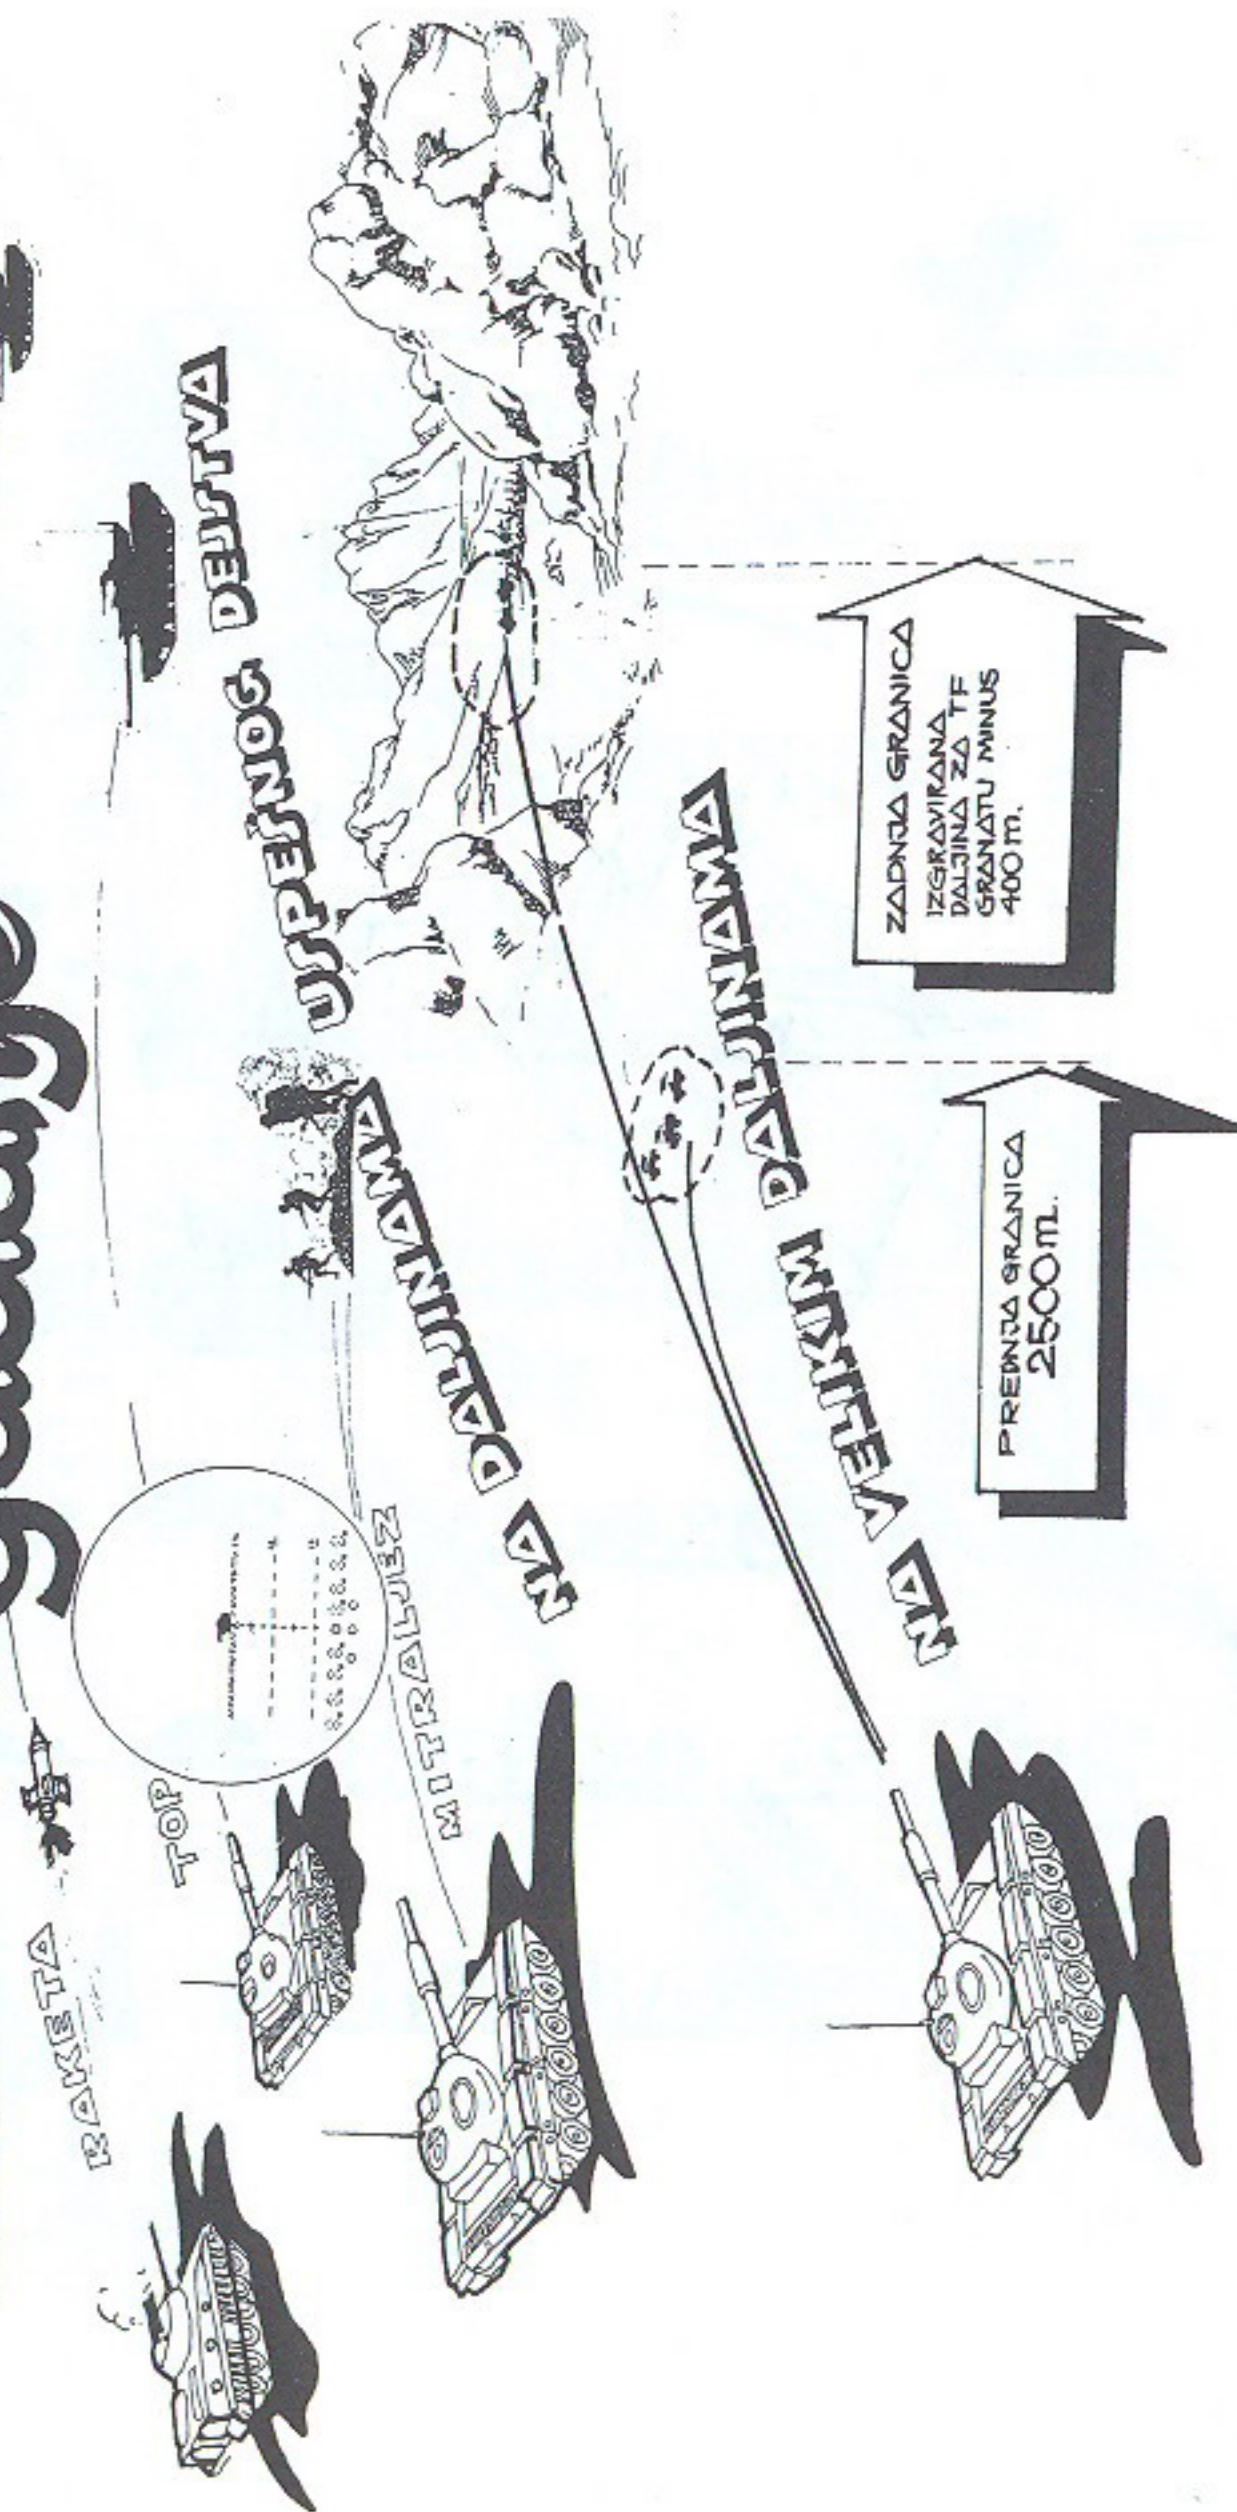 RAKETA
TOP
MITRALJEZ
NA DALJINAMA USPEŠNOG DEJSTVA
NA VELIKIM DALJINAMA
PREDNJA GRANICA
2500 m.
ZADNJA GRANICA
IZGRAVIRANA
DALJINA ZA TF
GRANATU MINUS
400 m.